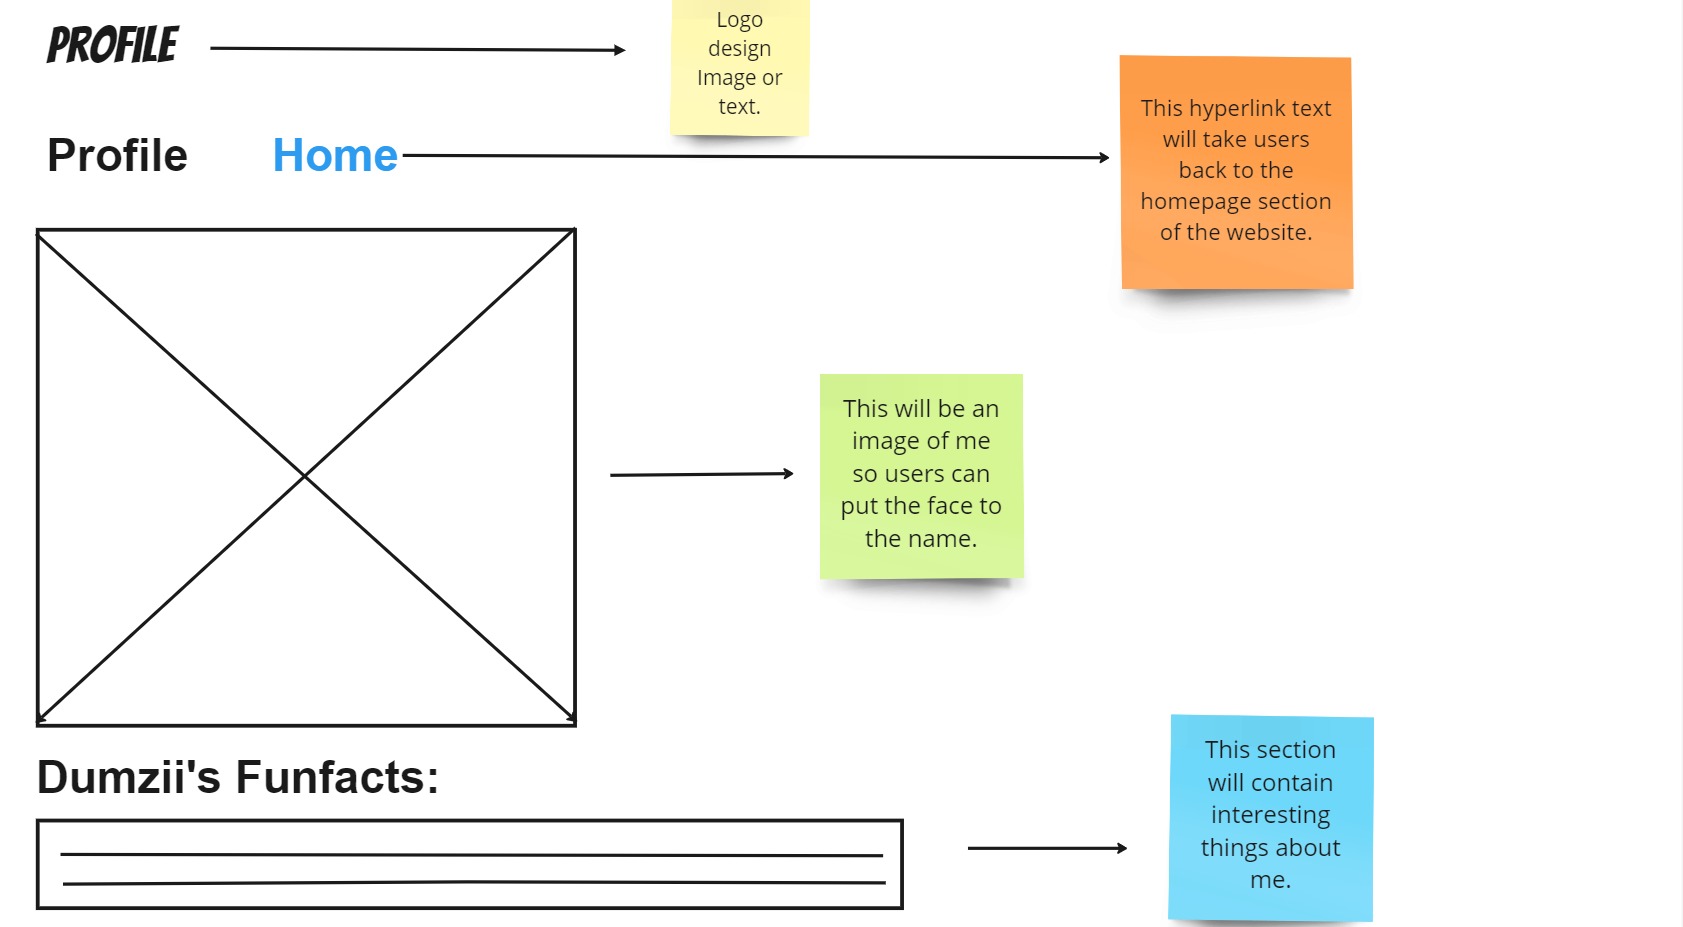 PROFILE
Logo
design
Image or
text.
Profile
Home
This hyperlink text
will take users
back to the
homepage section
of the website.
This will be an
image of me
so users can
put the face to
the name.
Dumzii's Funfacts:
This section
will contain
interesting
things about
me.